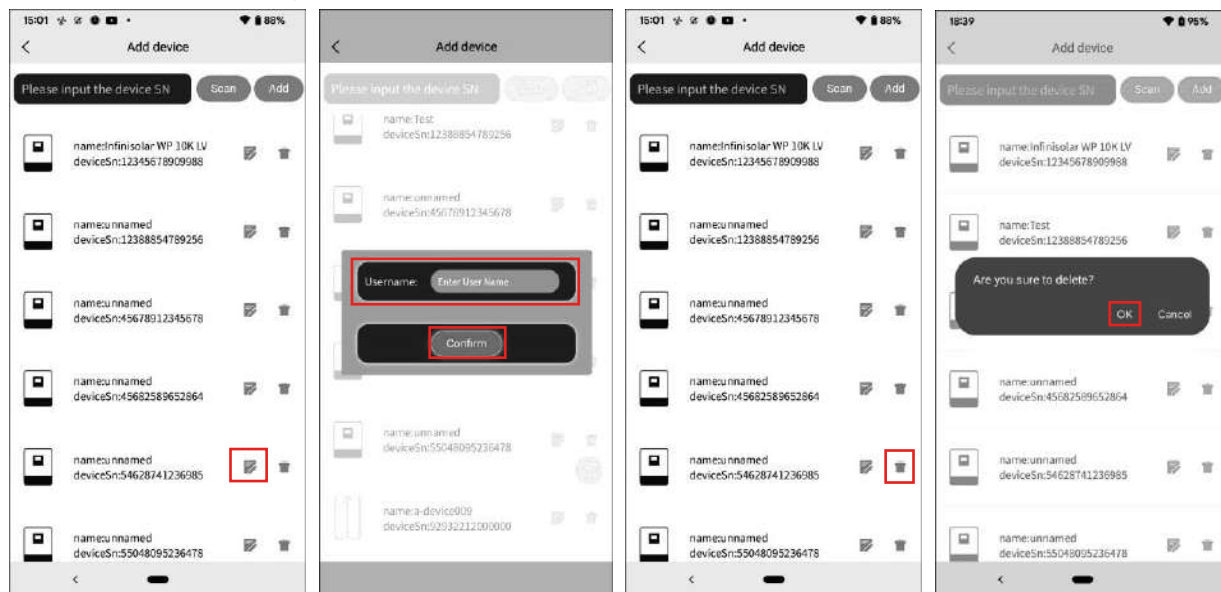 15:01
88%
Add device
Please input the device SN
Scan
Add
name:Infinisolar WP 10K LV
deviceSn:12345678909988
name:unnamed
deviceSn:12388854789256
name:unnamed
deviceSn:45678912345678
name:unnamed
deviceSn:45682589652864
name:unnamed
deviceSn:54628741236985
name:unnamed
deviceSn:55048095236478
Add device
Please input the device SN
name:Test
deviceSn:12388854789256
name:unnamed
deviceSn:45678912345678
Username:
Enter User Name
Confirm
name:unnamed
deviceSn:55048095236478
name:a-device009
deviceSn:92932212000000
15:01
88%
Add device
Please input the device SN
Scan
Add
name:Infinisolar WP 10K LV
deviceSn:12345678909988
name:unnamed
deviceSn:12388854789256
name:unnamed
deviceSn:45678912345678
name:unnamed
deviceSn:45682589652864
name:unnamed
deviceSn:54628741236985
name:unnamed
deviceSn:55048095236478
18:39
95%
Add device
Please input the device SN
Scan
Add
name:Infinisolar WP 10K LV
deviceSn:12345678909988
name:Test
deviceSn:12388854789256
Are you sure to delete?
OK
Cancel
name:unnamed
deviceSn:45682589652864
name:unnamed
deviceSn:54628741236985
name:unnamed
deviceSn:55048095236478